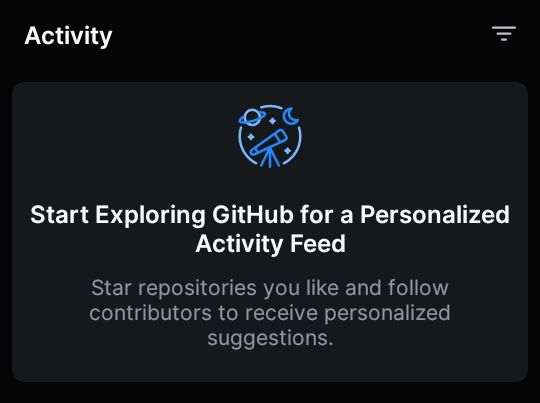 Activity
Start Exploring GitHub for a Personalized
Activity Feed
Star repositories you like and follow
contributors to receive personalized
suggestions.